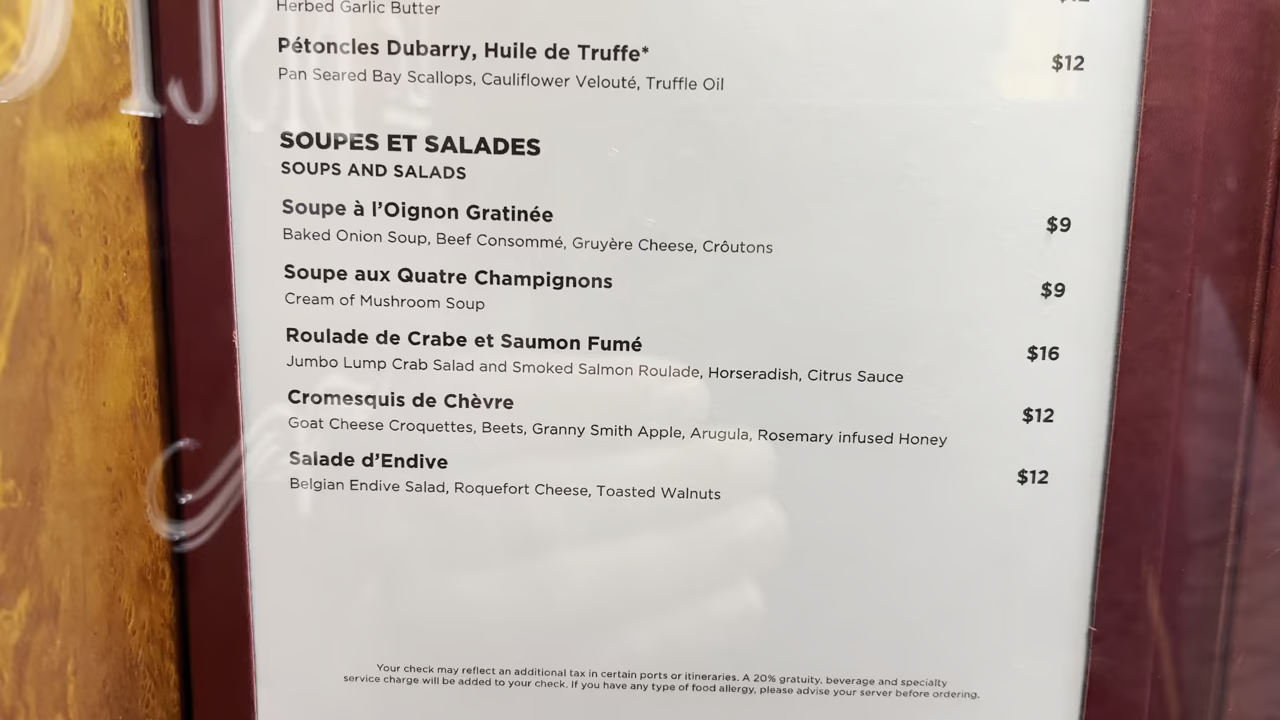 Herbed Garlic Butter
Pétoncles Dubarry, Huile de Truffe*
$12
Pan Seared Bay Scallops, Cauliflower Velouté, Truffle Oil
SOUPES ET SALADES
SOUPS AND SALADS
Soupe à l’Oignon Gratinée
$9
Baked Onion Soup, Beef Consommé, Gruyère Cheese, Crôutons
Soupe aux Quatre Champignons
$9
Cream of Mushroom Soup
Roulade de Crabe et Saumon Fumé
$16
Jumbo Lump Crab Salad and Smoked Salmon Roulade, Horseradish, Citrus Sauce
Cromesquis de Chèvre
$12
Goat Cheese Croquettes, Beets, Granny Smith Apple, Arugula, Rosemary infused Honey
Salade d’Endive
$12
Belgian Endive Salad, Roquefort Cheese, Toasted Walnuts
Your check may reflect an additional tax in certain ports or itineraries. A 20% gratuity, beverage and specialty
service charge will be added to your check. If you have any type of food allergy, please advise your server before ordering.